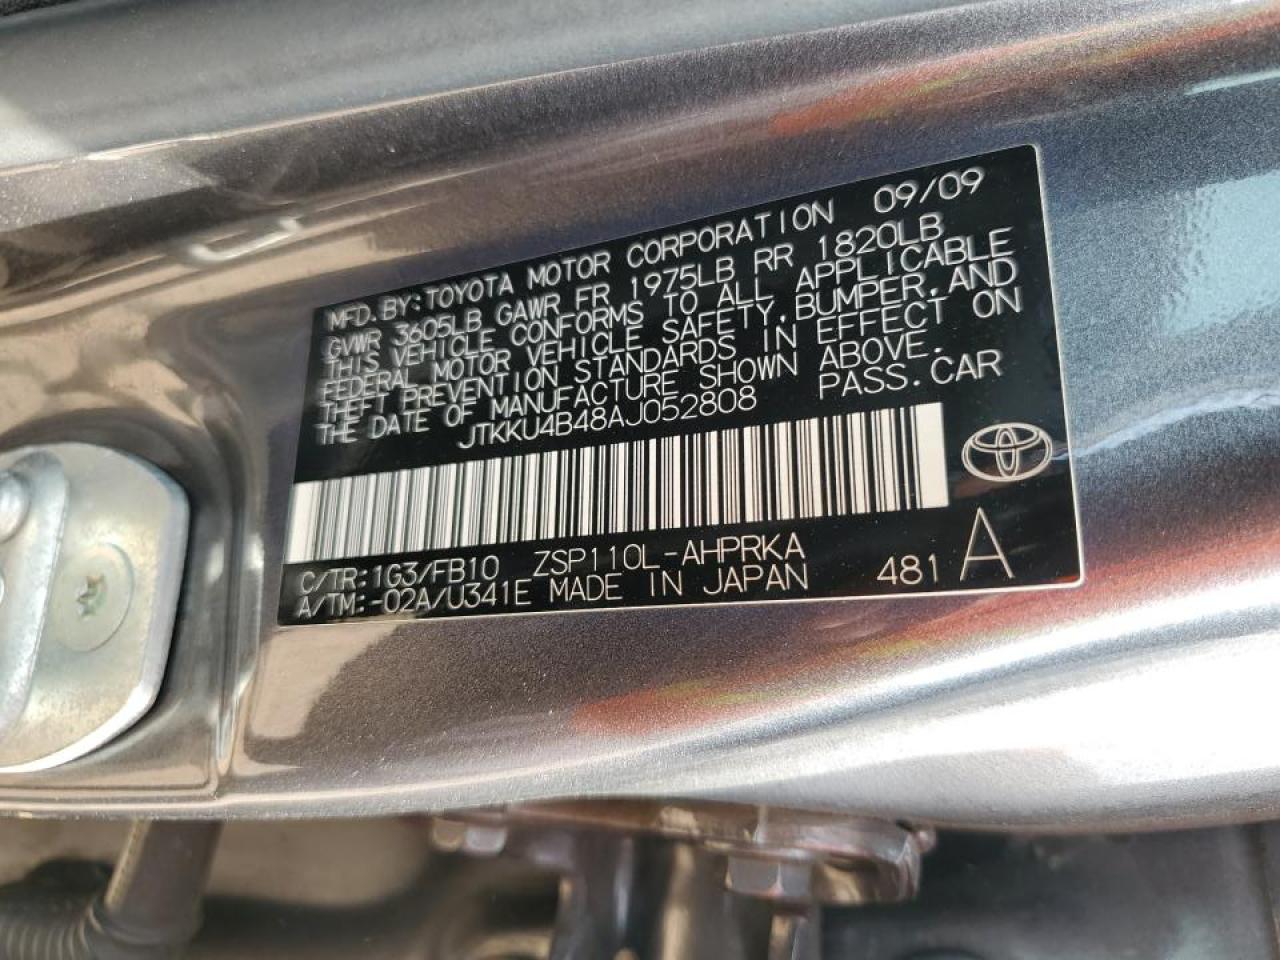 MFD. BY: TOYOTA MOTOR CORPORATION 09/09
GVWR 3605LB GAWR FR 1975LB RR 1820LB
THIS VEHICLE CONFORMS TO ALL APPLICABLE
FEDERAL MOTOR VEHICLE SAFETY, BUMPER, AND
THEFT PREVENTION STANDARDS IN EFFECT ON
THE DATE OF MANUFACTURE SHOWN ABOVE.
JTKKU4B48AJ052808 PASS. CAR
C/TR: 1G3/FB10 ZSP110L-AHPRKA
A/TM: -02A/U341E MADE IN JAPAN 481 A